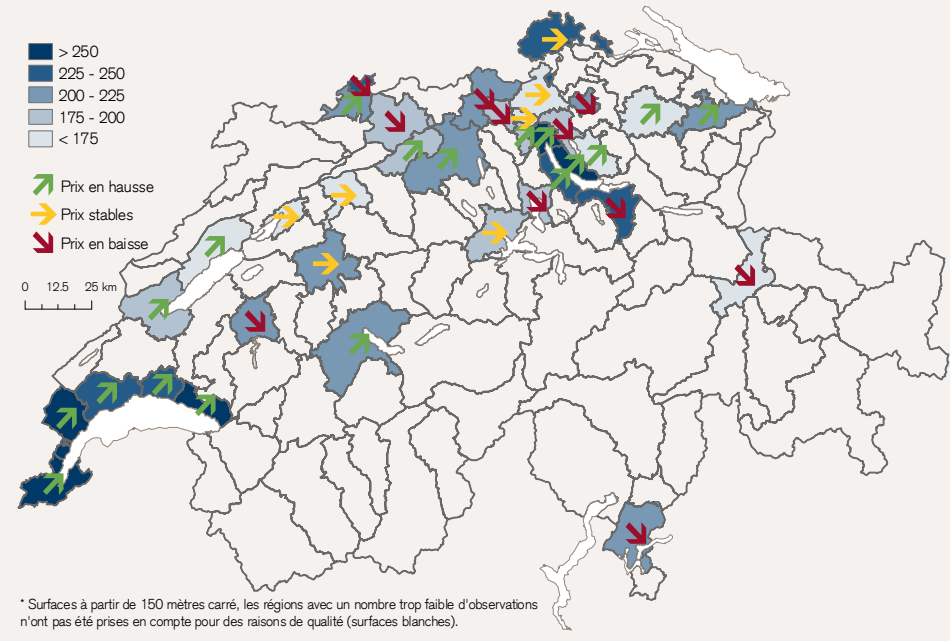 > 250
225 - 250
200 - 225
175 - 200
< 175
Prix en hausse
Prix stables
Prix en baisse
0 12.5 25 km
* Surfaces à partir de 150 mètres carré, les régions avec un nombre trop faible d'observations
n'ont pas été prises en compte pour des raisons de qualité (surfaces blanches).